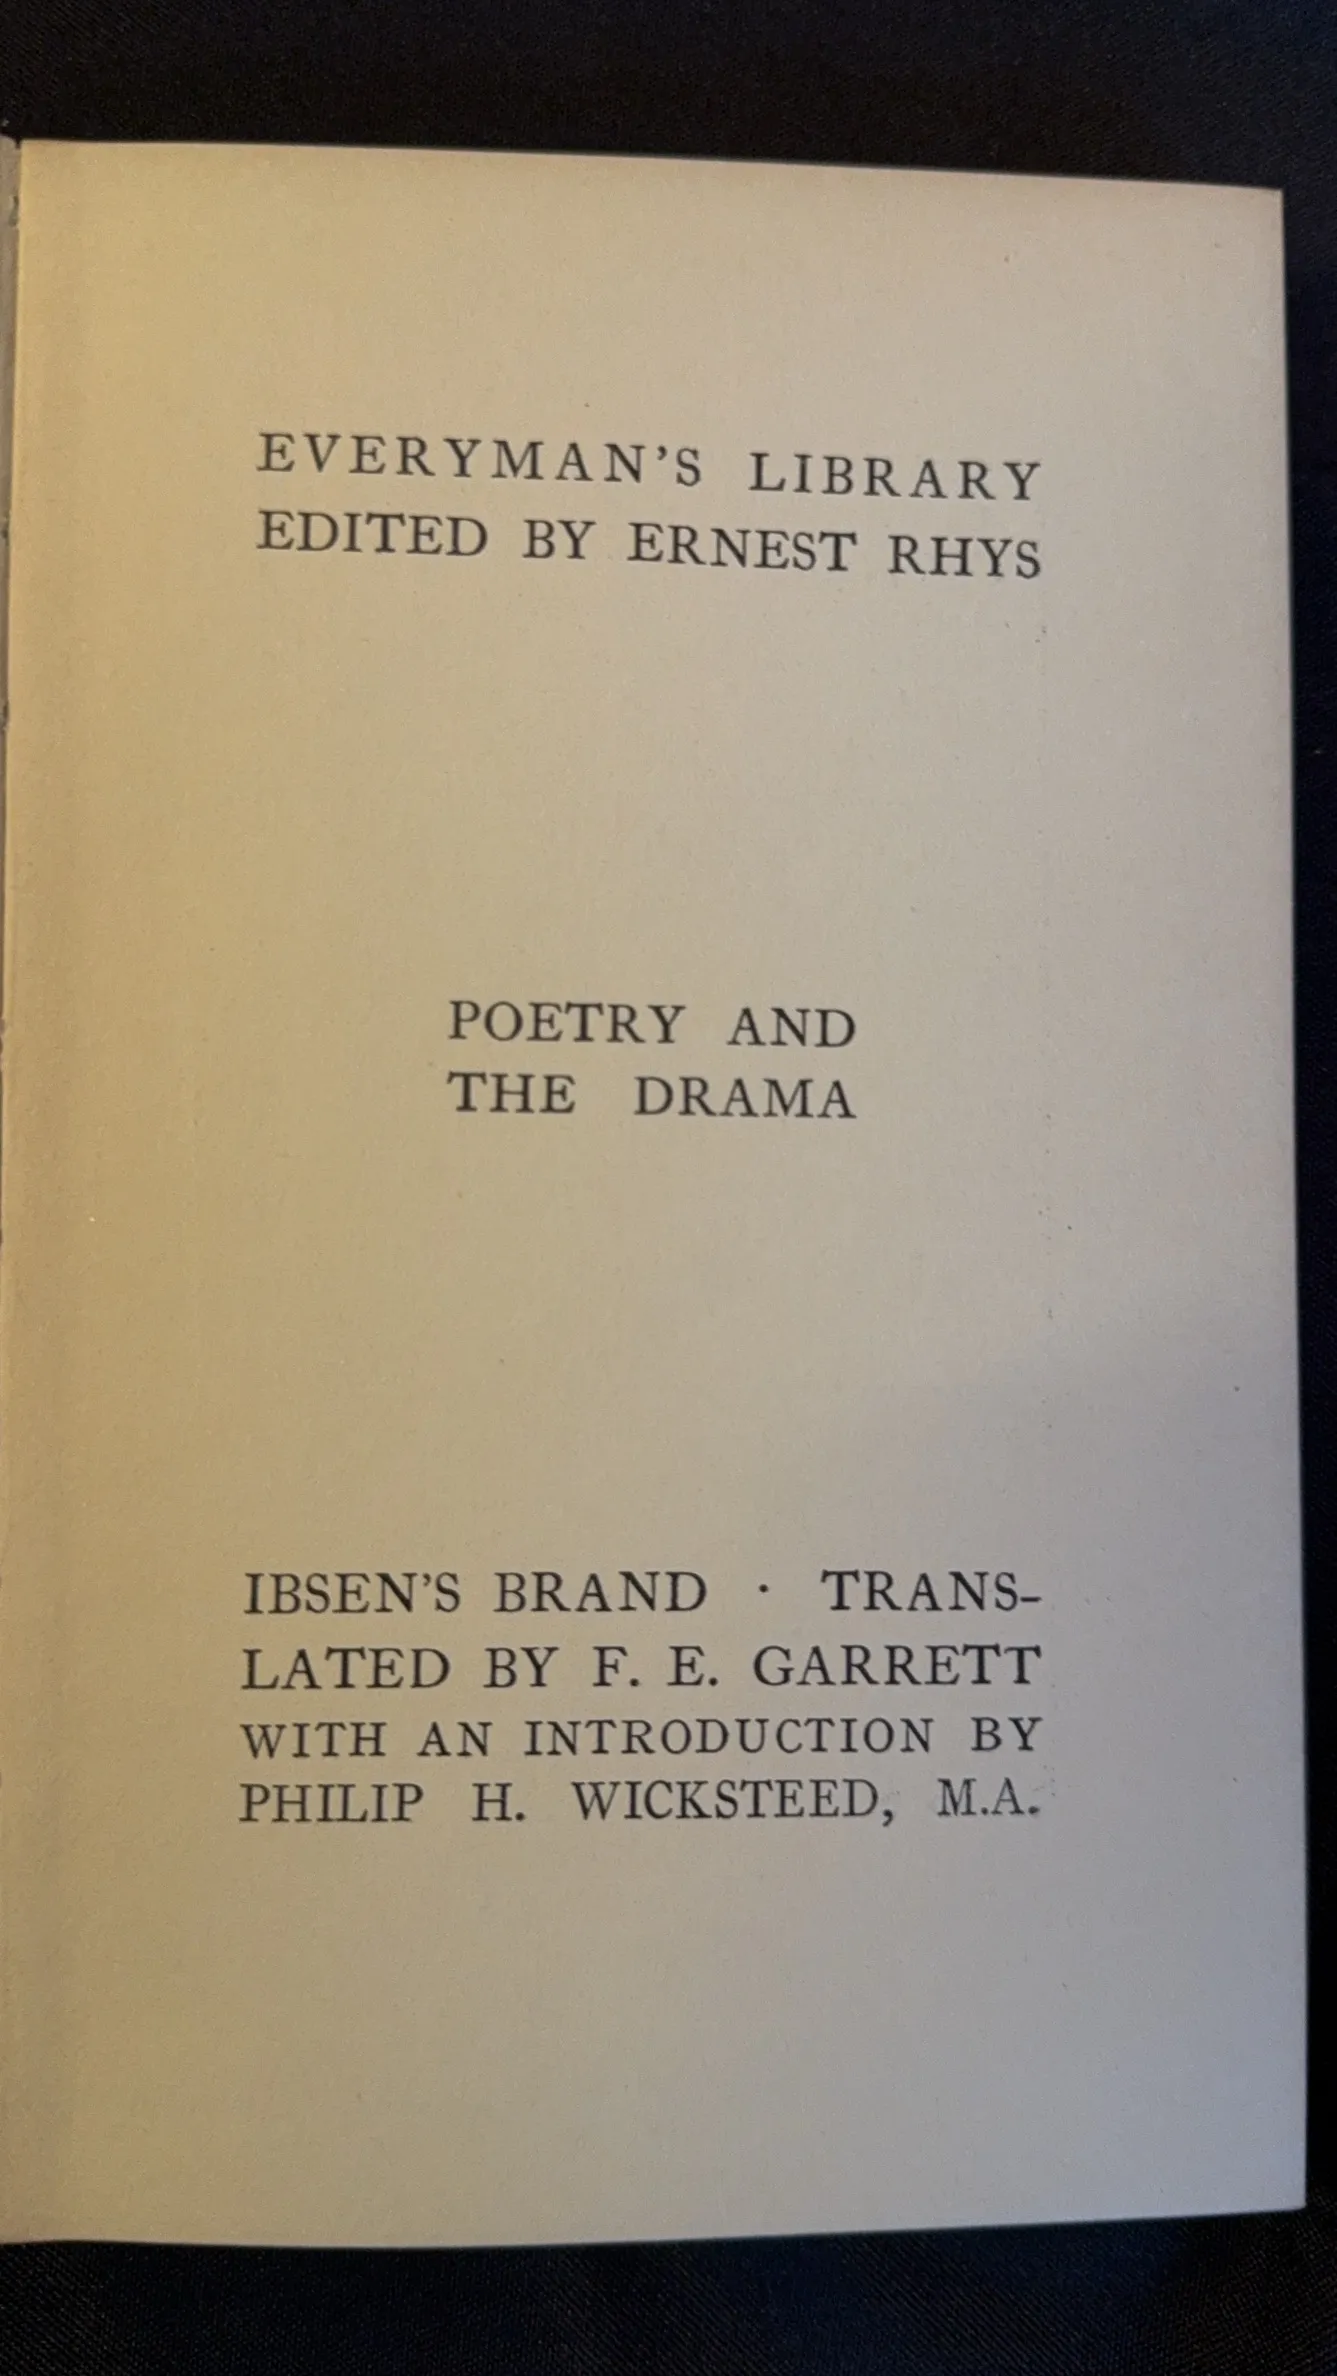 EVERYMAN'S LIBRARY
EDITED BY ERNEST RHYS
POETRY AND
THE DRAMA
IBSEN'S BRAND · TRANS-
LATED BY F. E. GARRETT
WITH AN INTRODUCTION BY
PHILIP H. WICKSTEED, M.A.